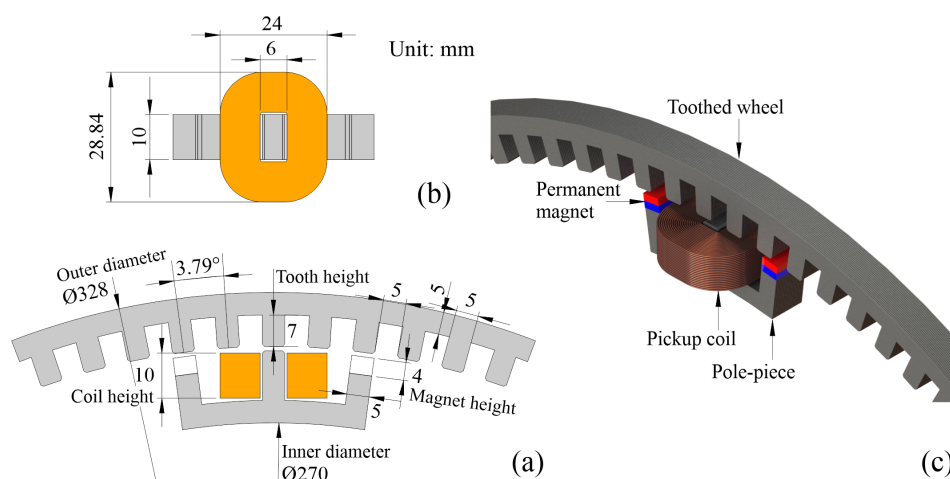 24
6
Unit: mm
28.84
10
(b)
Toothed wheel
Permanent
magnet
Pickup coil
Pole-piece
(c)
Outer diameter
Ø328
3.79°
Tooth height
5
5
5
7
10
Coil height
4
Magnet height
5
Inner diameter
Ø270
(a)